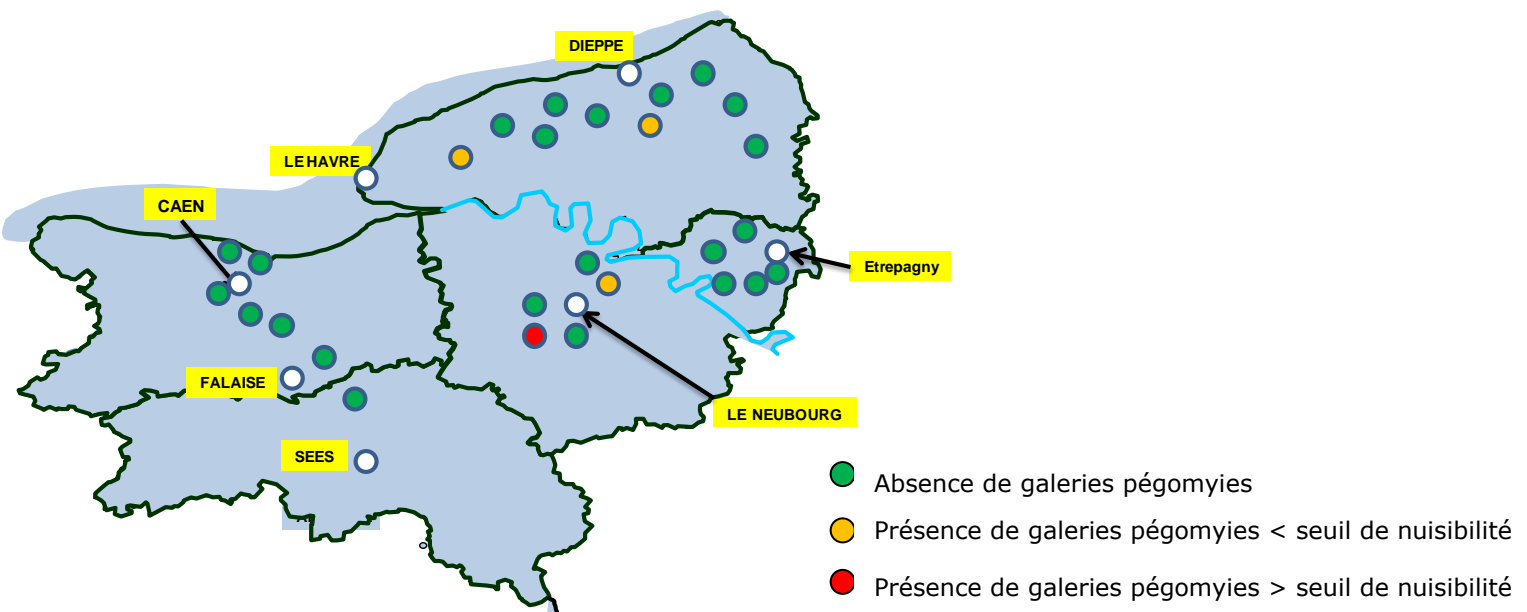 DIEPPE
LE HAVRE
CAEN
Etrepagny
FALAISE
LE NEUBOURG
SEES
Absence de galeries pégomyies
Présence de galeries pégomyies < seuil de nuisibilité
Présence de galeries pégomyies > seuil de nuisibilité